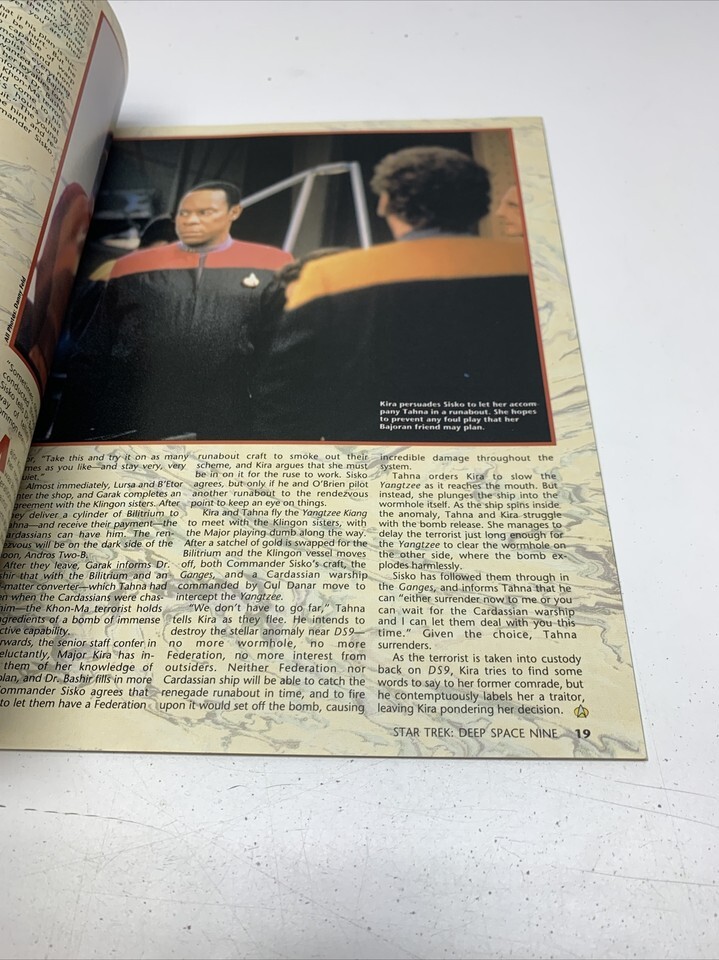 All Photos: Danny Feld
Kira persuades Sisko to let her accom-
pany Tahna in a runabout. She hopes
to prevent any foul play that her
Bajoran friend may plan.
"Take this and try it on as many
mes as you like—and stay very, very
uiet."
Almost immediately, Lursa and B'Etor
nter the shop, and Garak completes an
greement with the Klingon sisters. After
hey deliver a cylinder of Bilitrium to
ahna—and receive their payment—the
ardassians can have him. The ren-
ezvous will be on the dark side of the
oon, Andros Two-B.
After they leave, Garak informs Dr.
shir that with the Bilitrium and an
-matter converter—which Tahna had
n when the Cardassians were chas-
him—the Khon-Ma terrorist holds
ngredients of a bomb of immense
ctive capability.
rwards, the senior staff confer in
eluctantly, Major Kira has in-
them of her knowledge of
plan, and Dr. Bashir fills in more
ommander Sisko agrees that
to let them have a Federation
runabout craft to smoke out their
scheme, and Kira argues that she must
be in on it for the ruse to work. Sisko
agrees, but only if he and O'Brien pilot
another runabout to the rendezvous
point to keep an eye on things.
Kira and Tahna fly the Yangtzee Kiang
to meet with the Klingon sisters, with
the Major playing dumb along the way.
After a satchel of gold is swapped for the
Bilitrium and the Klingon vessel moves
off, both Commander Sisko's craft, the
Ganges, and a Cardassian warship
commanded by Gul Danar move to
intercept the Yangtzee.
"We don't have to go far," Tahna
tells Kira as they flee. He intends to
destroy the stellar anomaly near DS9—
no more wormhole, no more
Federation, no more interest from
outsiders. Neither Federation nor
Cardassian ship will be able to catch the
renegade runabout in time, and to fire
upon it would set off the bomb, causing
incredible damage throughout the
system.
Tahna orders Kira to slow the
Yangtzee as it reaches the mouth. But
instead, she plunges the ship into the
wormhole itself. As the ship spins inside
the anomaly, Tahna and Kira struggle
with the bomb release. She manages to
delay the terrorist just long enough for
the Yangtzee to clear the wormhole on
the other side, where the bomb ex-
plodes harmlessly.
Sisko has followed them through in
the Ganges, and informs Tahna that he
can "either surrender now to me or you
can wait for the Cardassian warship
and I can let them deal with you this
time." Given the choice, Tahna
surrenders.
As the terrorist is taken into custody
back on DS9, Kira tries to find some
words to say to her former comrade, but
he contemptuously labels her a traitor,
leaving Kira pondering her decision.
STAR TREK: DEEP SPACE NINE 19